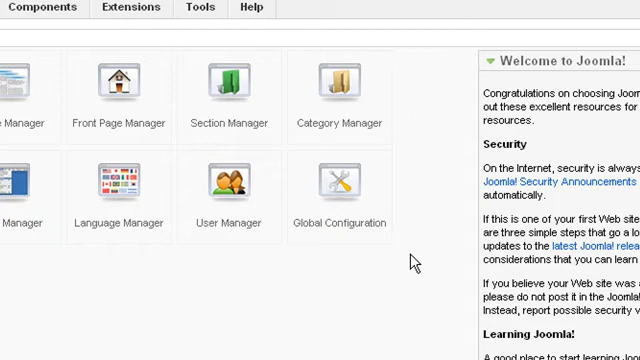 Components Extensions Tools Help
Manager Front Page Manager Section Manager Category Manager
Manager Language Manager User Manager Global Configuration
Welcome to Joomla!
Congratulations on choosing Joom
out these excellent resources for
resources.
Security
On the Internet, security is always
Joomla! Security Announcements
automatically.
If this is one of your first Web site
are three simple steps that go a lo
updates to the latest Joomla! relea
considerations that you can learn
If you believe your Web site was a
please do not post it in the Joomla!
Instead, report possible security v
Learning Joomla!
A good place to start learning Joom